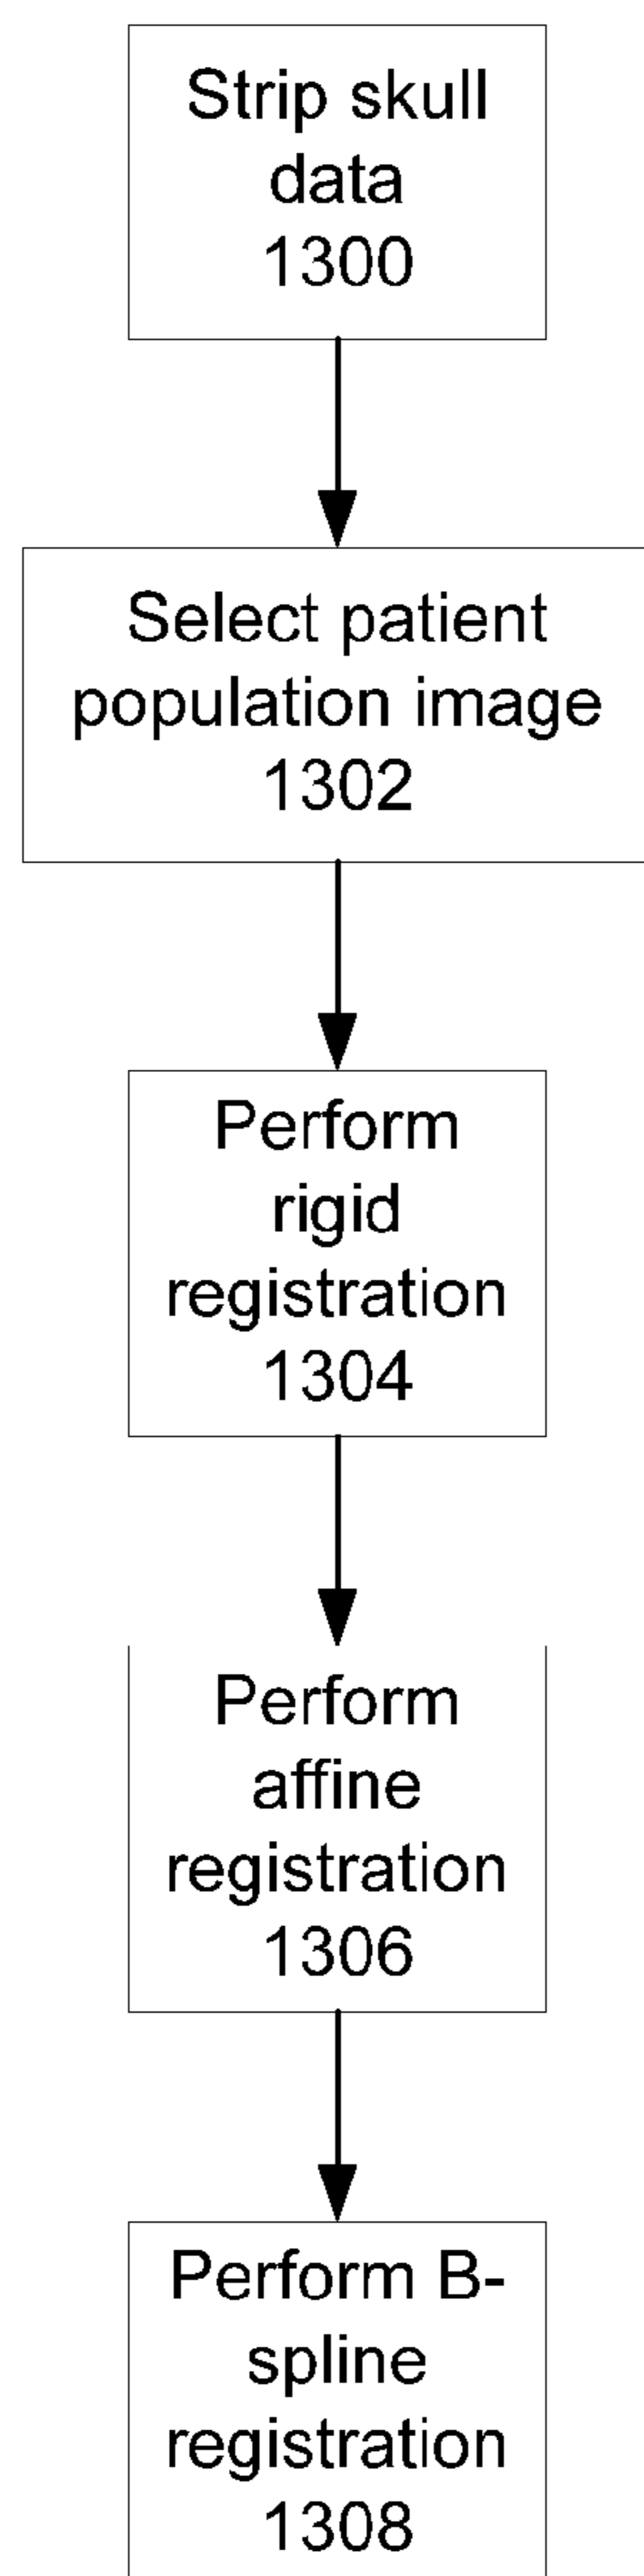 Strip skull
data
1300
Select patient
population image
1302
Perform
rigid
registration
1304
Perform
affine
registration
1306
Perform B-
spline
registration
1308